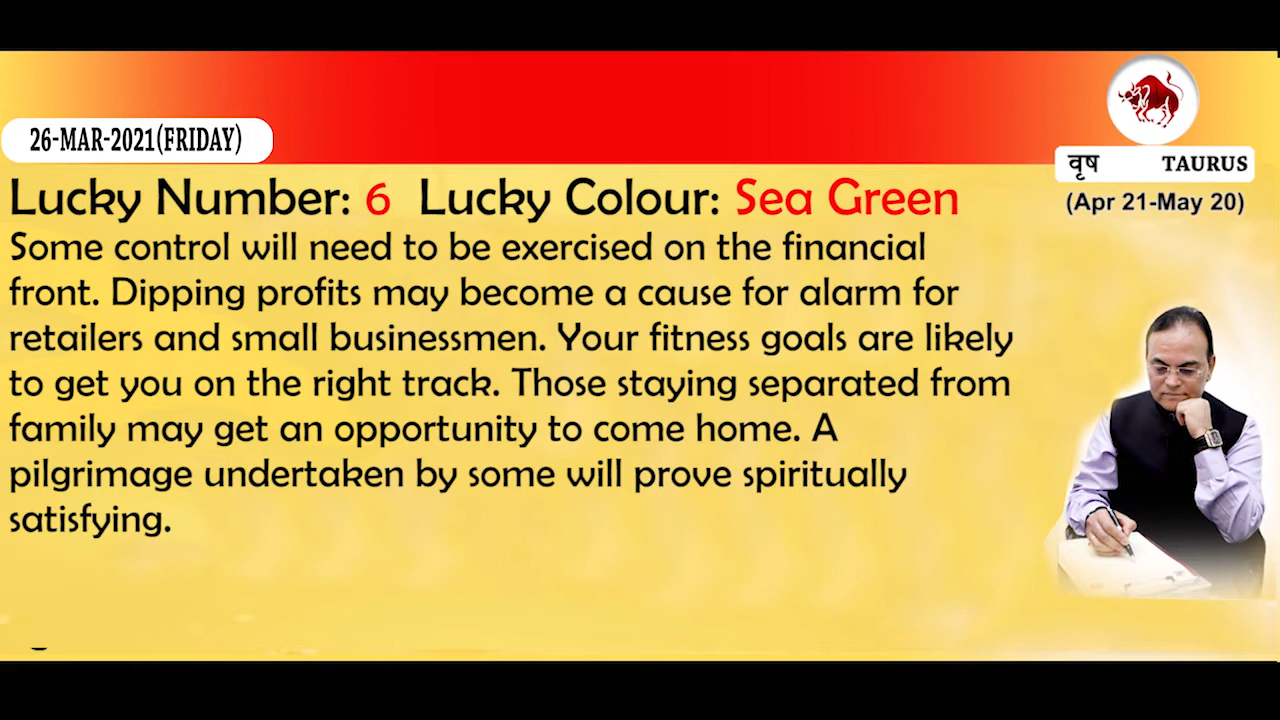 26-MAR-2021(FRIDAY)
वृष TAURUS
(Apr 21-May 20)
Lucky Number: 6 Lucky Colour: Sea Green
Some control will need to be exercised on the financial
front. Dipping profits may become a cause for alarm for
retailers and small businessmen. Your fitness goals are likely
to get you on the right track. Those staying separated from
family may get an opportunity to come home. A
pilgrimage undertaken by some will prove spiritually
satisfying.